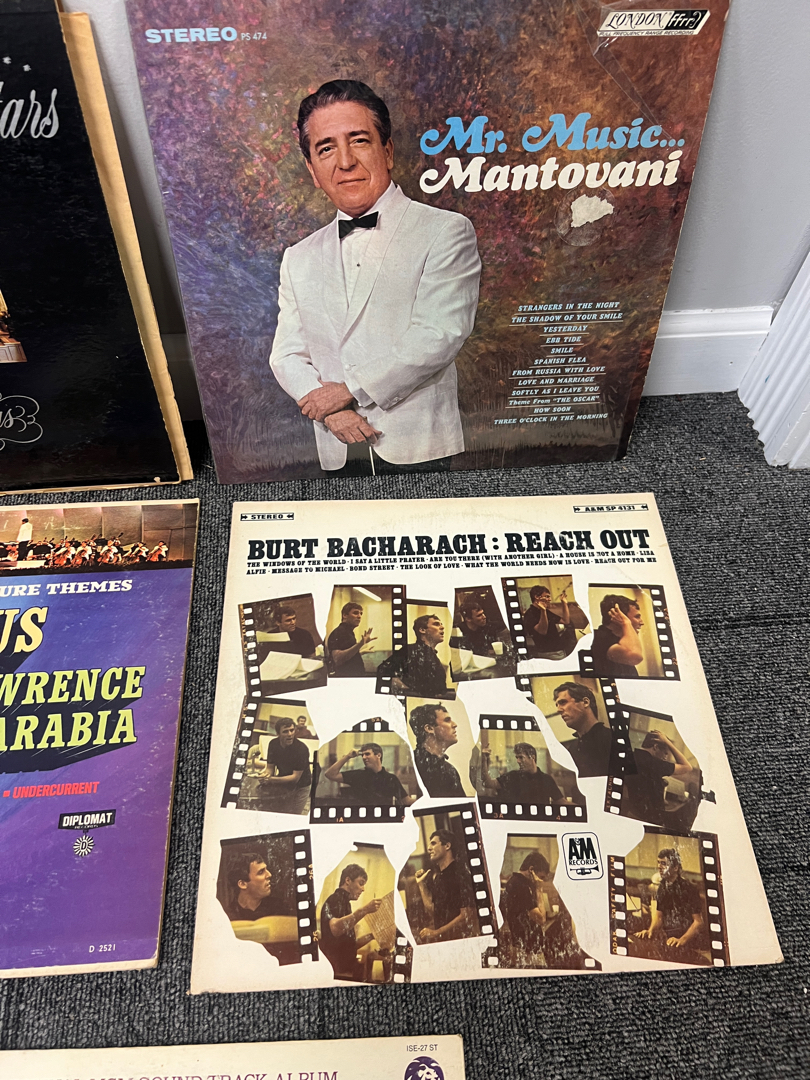 STEREO PS 474
LONDON ffrr
FULL FREQUENCY RANGE RECORDING
Mr. Music...
Mantovani
STRANGERS IN THE NIGHT
THE SHADOW OF YOUR SMILE
YESTERDAY
EBB TIDE
SMILE
SPANISH FLEA
FROM RUSSIA WITH LOVE
LOVE AND MARRIAGE
SOFTLY AS I LEAVE YOU
Theme From "THE OSCAR"
HOW SOON
THREE O'CLOCK IN THE MORNING
tars
URE THEMES
US
WRENCE
ARABIA
▪ UNDERCURRENT
DIPLOMAT
D
D 2521
STEREO
A&M SP 4131
BURT BACHARACH : REACH OUT
THE WINDOWS OF THE WORLD · I SAY A LITTLE PRAYER · ARE YOU THERE (WITH ANOTHER GIRL) · A HOUSE IS NOT A HOME · LISA
ALFIE · MESSAGE TO MICHAEL · BOND STREET · THE LOOK OF LOVE · WHAT THE WORLD NEEDS NOW IS LOVE · REACH OUT FOR ME
A&M
RECORDS
ISE-27 ST
SOUND TRACK ALBUM